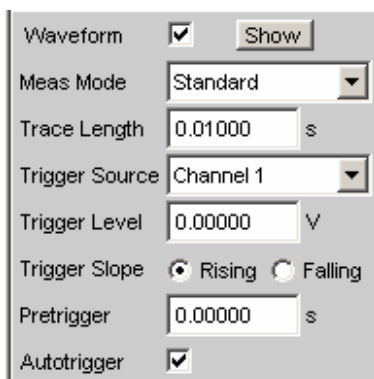 Waveform Show
Meas Mode Standard
Trace Length 0.01000 s
Trigger Source Channel 1
Trigger Level 0.00000 V
Trigger Slope Rising Falling
Pretrigger 0.00000 s
Autotrigger